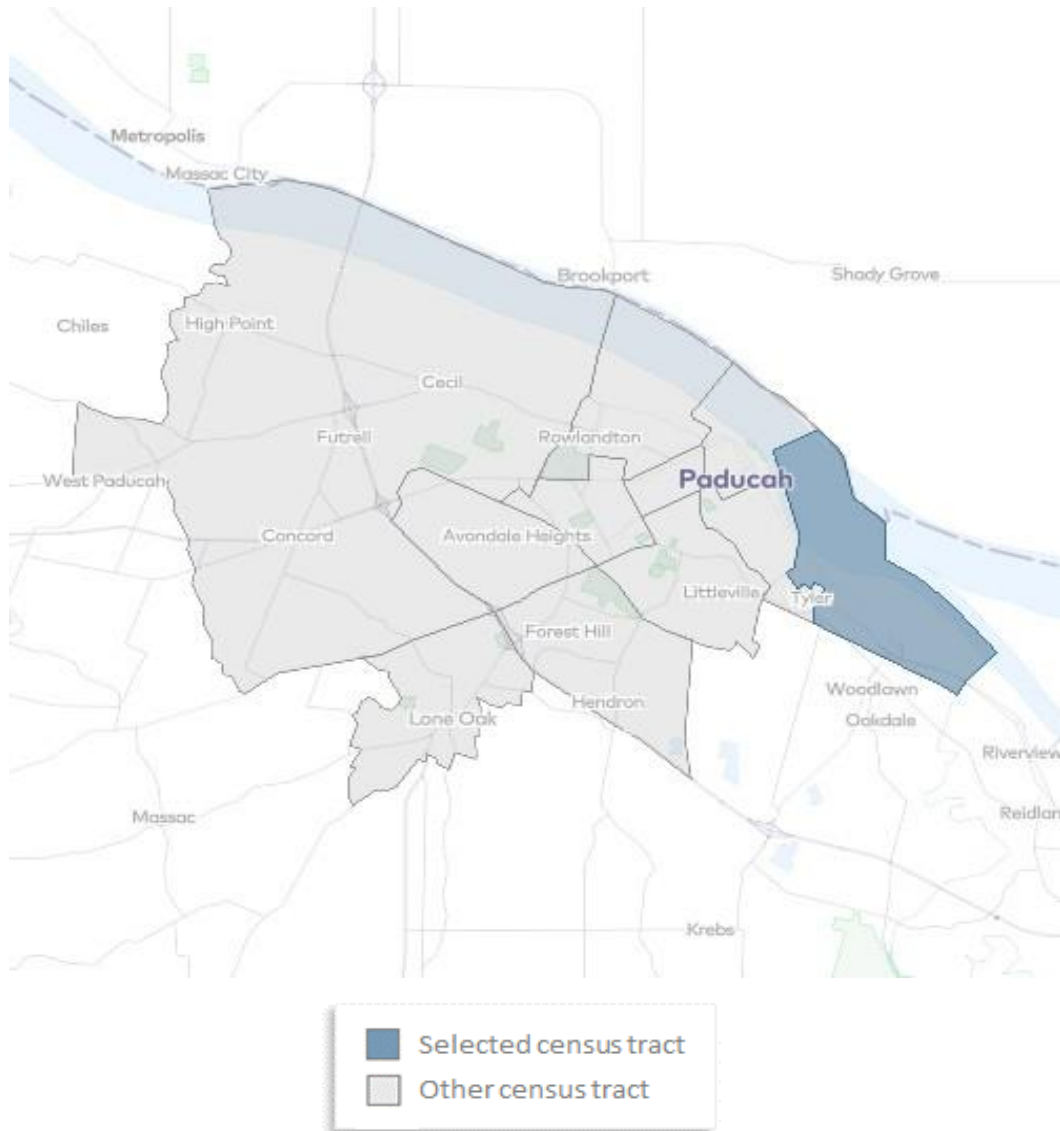 Metropolis
Massac City
Brookport
Shady Grove
Chiles
High Point
Cecil
Futrell
Rowlandton
West Paducah
Paducah
Concord
Avondale Heights
Littleville
Tyler
Forest Hill
Woodlawn
Hendron
Lone Oak
Oakdale
Riverview
Massac
Reidlan
Krebs
Selected census tract
Other census tract